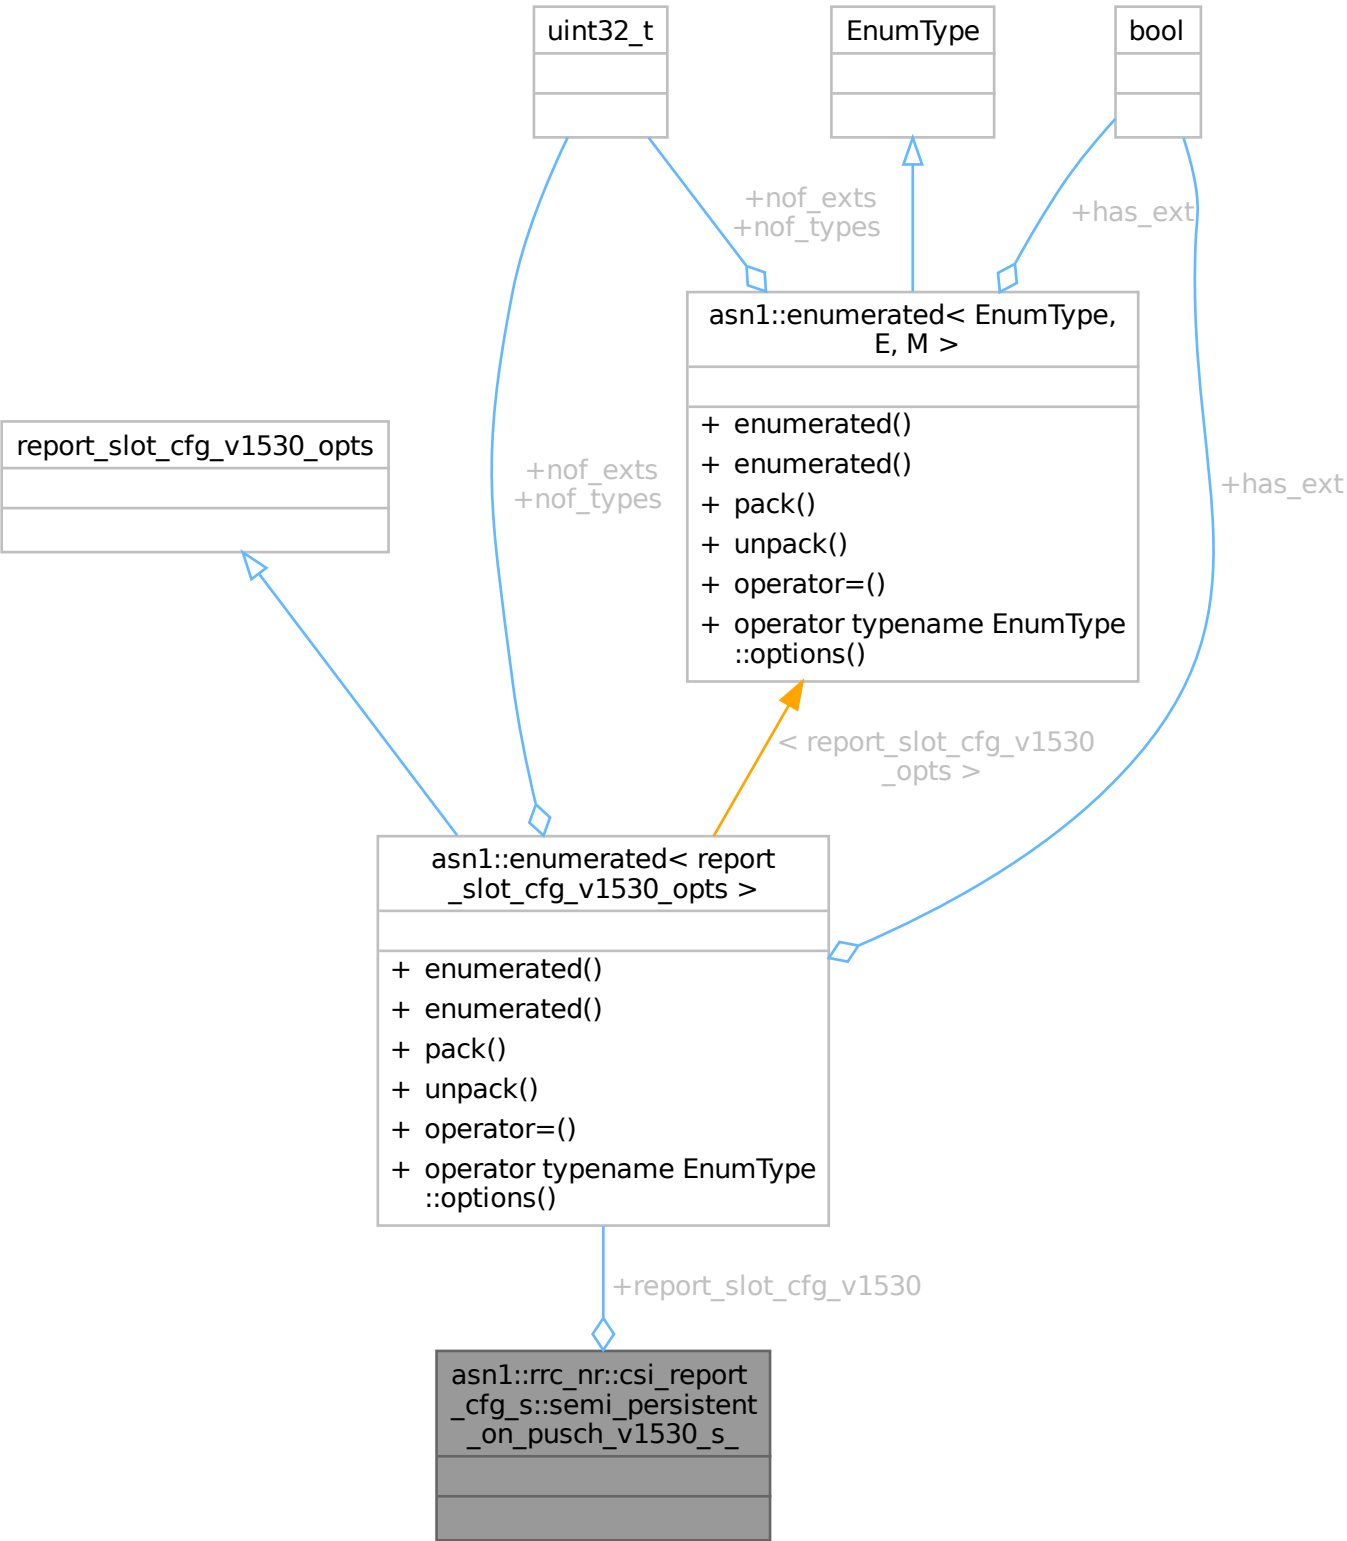 uint32_t
EnumType
bool
+nof_exts
+nof_types
+has_ext
asn1::enumerated< EnumType,
E, M >
+ enumerated()
+ enumerated()
+ pack()
+ unpack()
+ operator=()
+ operator typename EnumType
::options()
report_slot_cfg_v1530_opts
+nof_exts
+nof_types
+has_ext
< report_slot_cfg_v1530
_opts >
asn1::enumerated< report
_slot_cfg_v1530_opts >
+ enumerated()
+ enumerated()
+ pack()
+ unpack()
+ operator=()
+ operator typename EnumType
::options()
+report_slot_cfg_v1530
asn1::rrc_nr::csi_report
_cfg_s::semi_persistent
_on_pusch_v1530_s_